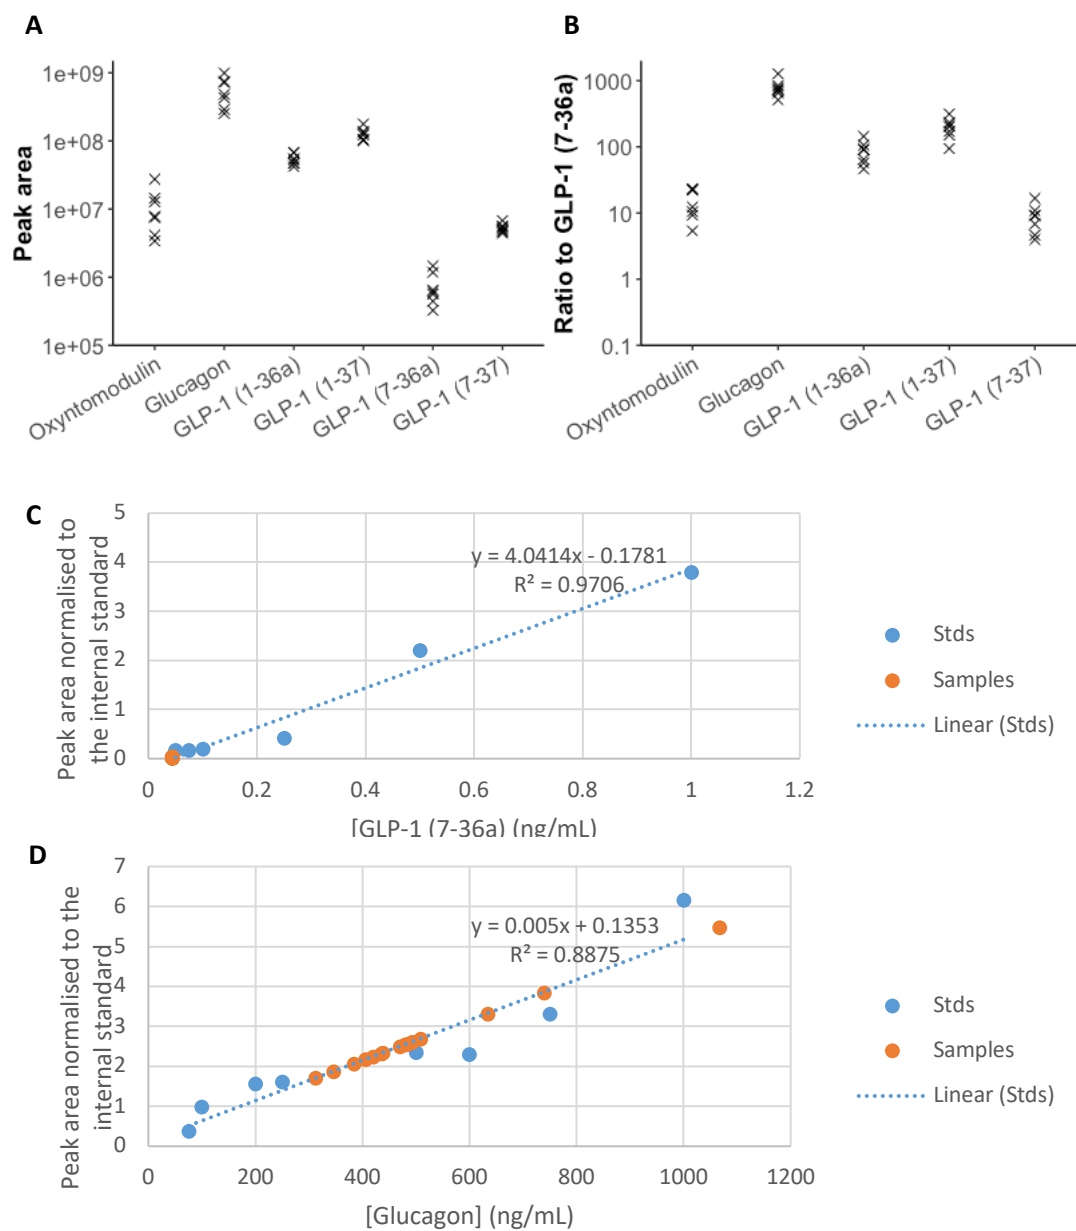 A
Peak area
1e+09
1e+08
1e+07
1e+06
1e+05
Oxyntomodulin
Glucagon
GLP-1 (1-36a)
GLP-1 (1-37)
GLP-1 (7-36a)
GLP-1 (7-37)
B
Ratio to GLP-1 (7-36a)
1000
100
10
1
0.1
Oxyntomodulin
Glucagon
GLP-1 (1-36a)
GLP-1 (1-37)
GLP-1 (7-37)
C
Peak area normalised to
the internal standard
5
4
3
2
1
0
y = 4.0414x - 0.1781
R² = 0.9706
0 0.2 0.4 0.6 0.8 1 1.2
[GLP-1 (7-36a) (ng/mL)
Stds
Samples
Linear (Stds)
D
Peak area normalised to the
internal standard
7
6
5
4
3
2
1
0
y = 0.005x + 0.1353
R² = 0.8875
0 200 400 600 800 1000 1200
[Glucagon] (ng/mL)
Stds
Samples
Linear (Stds)